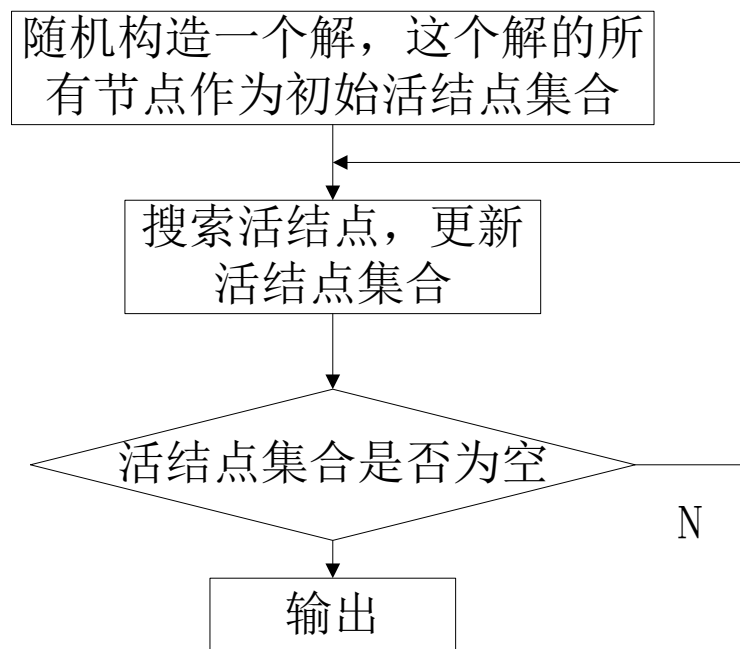 随机构造一个解，这个解的所
有节点作为初始活结点集合
搜索活结点，更新
活结点集合
活结点集合是否为空
N
输出